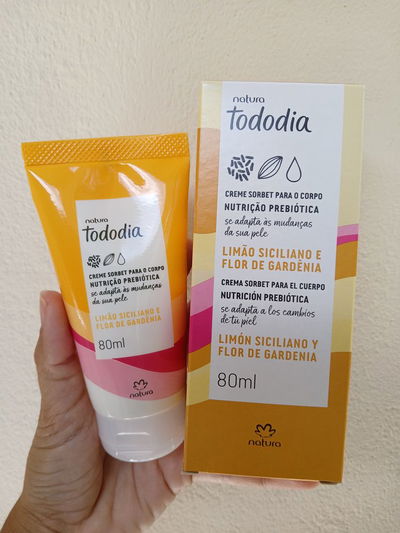 natura
tododia
CREME SORBET PARA O CORPO
NUTRIÇÃO PREBIÓTICA
se adapta às mudanças
da sua pele
LIMÃO SICILIANO E
FLOR DE GARDÊNIA
80ml
natura
natura
tododia
CREME SORBET PARA O CORPO
NUTRIÇÃO PREBIÓTICA
se adapta às mudanças
da sua pele
LIMÃO SICILIANO E
FLOR DE GARDÊNIA
CREMA SORBET PARA EL CUERPO
NUTRICIÓN PREBIÓTICA
se adapta a los cambios
de tu piel
LIMÓN SICILIANO Y
FLOR DE GARDENIA
80ml
natura